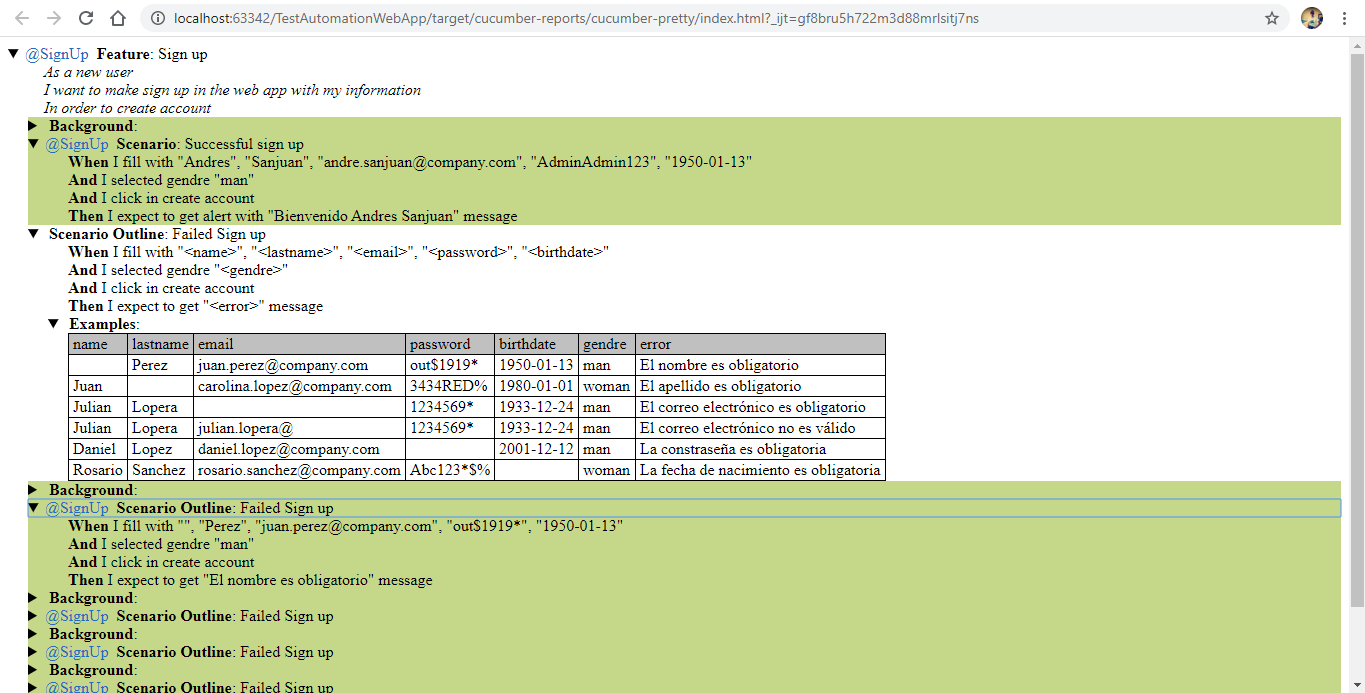 localhost:63342/TestAutomationWebApp/target/cucumber-reports/cucumber-pretty/index.html?_ijt=gf8bru5h722m3d88mrlsitj7ns
@SignUp Feature: Sign up
As a new user
I want to make sign up in the web app with my information
In order to create account
Background:
@SignUp Scenario: Successful sign up
When I fill with "Andres", "Sanjuan", "andre.sanjuan@company.com", "AdminAdmin123", "1950-01-13"
And I selected gendre "man"
And I click in create account
Then I expect to get alert with "Bienvenido Andres Sanjuan" message
Scenario Outline: Failed Sign up
When I fill with "<name>", "<lastname>", "<email>", "<password>", "<birthdate>"
And I selected gendre "<gendre>"
And I click in create account
Then I expect to get "<error>" message
Examples:
name lastname email password birthdate gendre error
Perez juan.perez@company.com out$1919* 1950-01-13 man El nombre es obligatorio
Juan carolina.lopez@company.com 3434RED% 1980-01-01 woman El apellido es obligatorio
Julian Lopera 1234569* 1933-12-24 man El correo electrónico es obligatorio
Julian Lopera julian.lopera@ 1234569* 1933-12-24 man El correo electrónico no es válido
Daniel Lopez daniel.lopez@company.com 2001-12-12 man La constraseña es obligatoria
Rosario Sanchez rosario.sanchez@company.com Abc123*$% woman La fecha de nacimiento es obligatoria
Background:
@SignUp Scenario Outline: Failed Sign up
When I fill with "", "Perez", "juan.perez@company.com", "out$1919*", "1950-01-13"
And I selected gendre "man"
And I click in create account
Then I expect to get "El nombre es obligatorio" message
Background:
@SignUp Scenario Outline: Failed Sign up
Background:
@SignUp Scenario Outline: Failed Sign up
Background:
@SignUp Scenario Outline: Failed Sign up